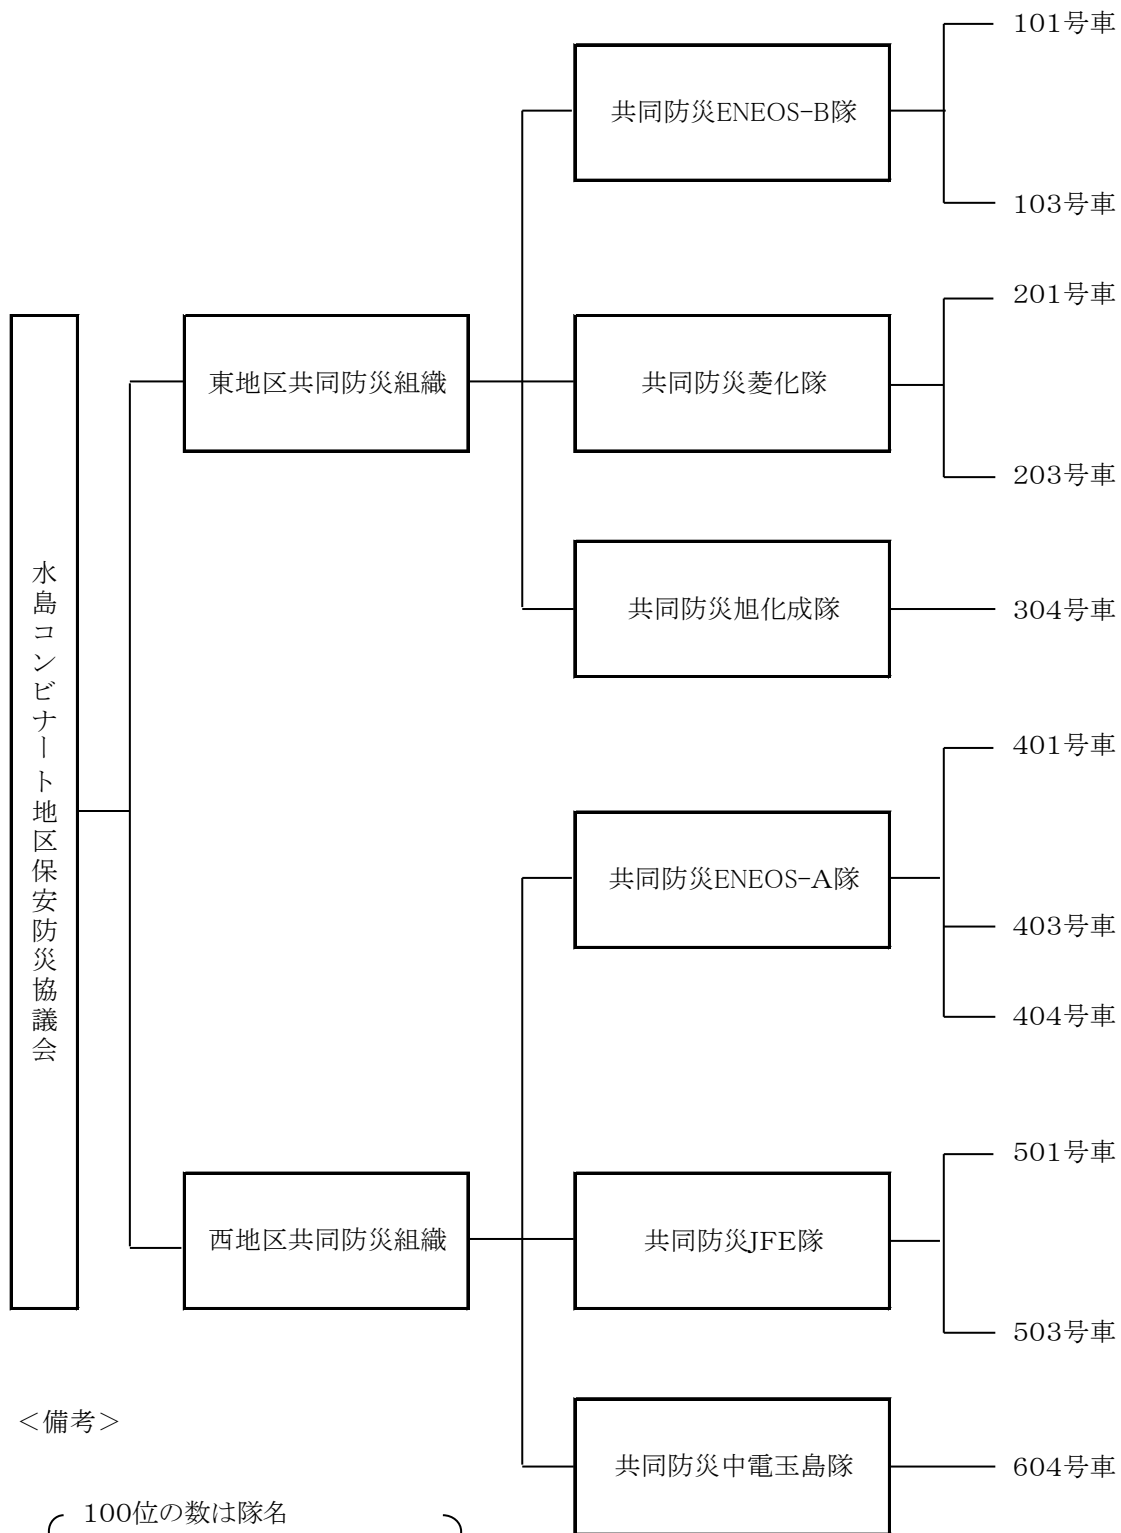 水島コンビナート地区保安防災協議会
東地区共同防災組織
共同防災ENEOS-B隊
101号車
103号車
共同防災菱化隊
201号車
203号車
共同防災旭化成隊
304号車
西地区共同防災組織
共同防災ENEOS-A隊
401号車
403号車
404号車
共同防災JFE隊
501号車
503号車
共同防災中電玉島隊
604号車
＜備考＞
100位の数は隊名